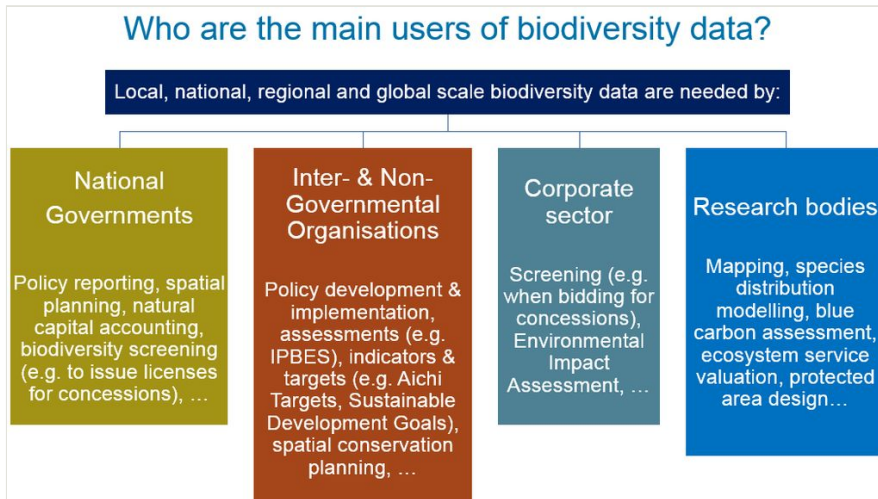 Who are the main users of biodiversity data?
Local, national, regional and global scale biodiversity data are needed by:
National
Governments
Policy reporting, spatial
planning, natural
capital accounting,
biodiversity screening
(e.g. to issue licenses
for concessions), …
Inter- & Non-
Governmental
Organisations
Policy development &
implementation,
assessments (e.g.
IPBES), indicators &
targets (e.g. Aichi
Targets, Sustainable
Development Goals),
spatial conservation
planning, …
Corporate
sector
Screening (e.g.
when bidding for
concessions),
Environmental
Impact
Assessment, …
Research bodies
Mapping, species
distribution
modelling, blue
carbon assessment,
ecosystem service
valuation, protected
area design…